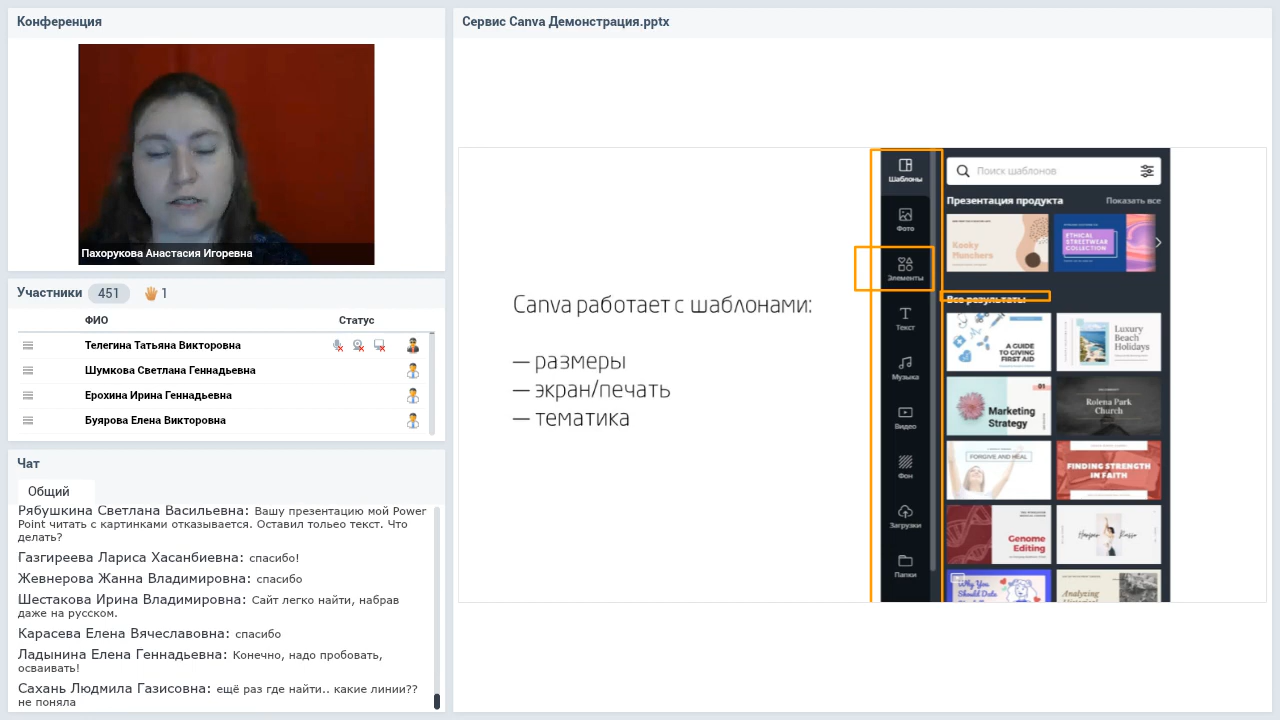 Конференция
Пахорукова Анастасия Игоревна
Участники 451 1
ФИО Статус
Телегина Татьяна Викторовна
Шумкова Светлана Геннадьевна
Ерохина Ирина Геннадьевна
Буярова Елена Викторовна
Чат
Общий
Рябушкина Светлана Васильевна: Вашу презентацию мой Power
Point читать с картинками отказывается. Оставил тольео текст. Что
делать?
Газгиреева Лариса Хасанбиевна: спасибо!
Жевнерова Жанна Владимировна: спасибо
Шестакова Ирина Владимировна: Сайт легко найти, набрав
даже на русском.
Карасева Елена Вячеславовна: спасибо
Ладынина Елена Геннадьевна: Конечно, надо пробовать,
осваивать!
Сахань Людмила Газисовна: ещё раз где найти.. какие линии??
не поняла
Сервис Canva Демонстрация.pptx
Canva работает с шаблонами:
— размеры
— экран/печать
— тематика
Шаблоны
Фото
Элементы
Текст
Музыка
Видео
Фон
Загрузки
Папки
Поиск шаблонов
Презентация продукта Показать все
Kooky
Munchers
ETHICAL
STREETWEAR
COLLECTION
Все результаты
A GUIDE
TO GIVING
FIRST AID
Luxury
Beach
Holidays
01
Marketing
Strategy
Rolena Park
Church
FORGIVE AND HEAL
FINDING STRENGTH
IN FAITH
Genome
Editing
Why You
Should Date
Analyzing